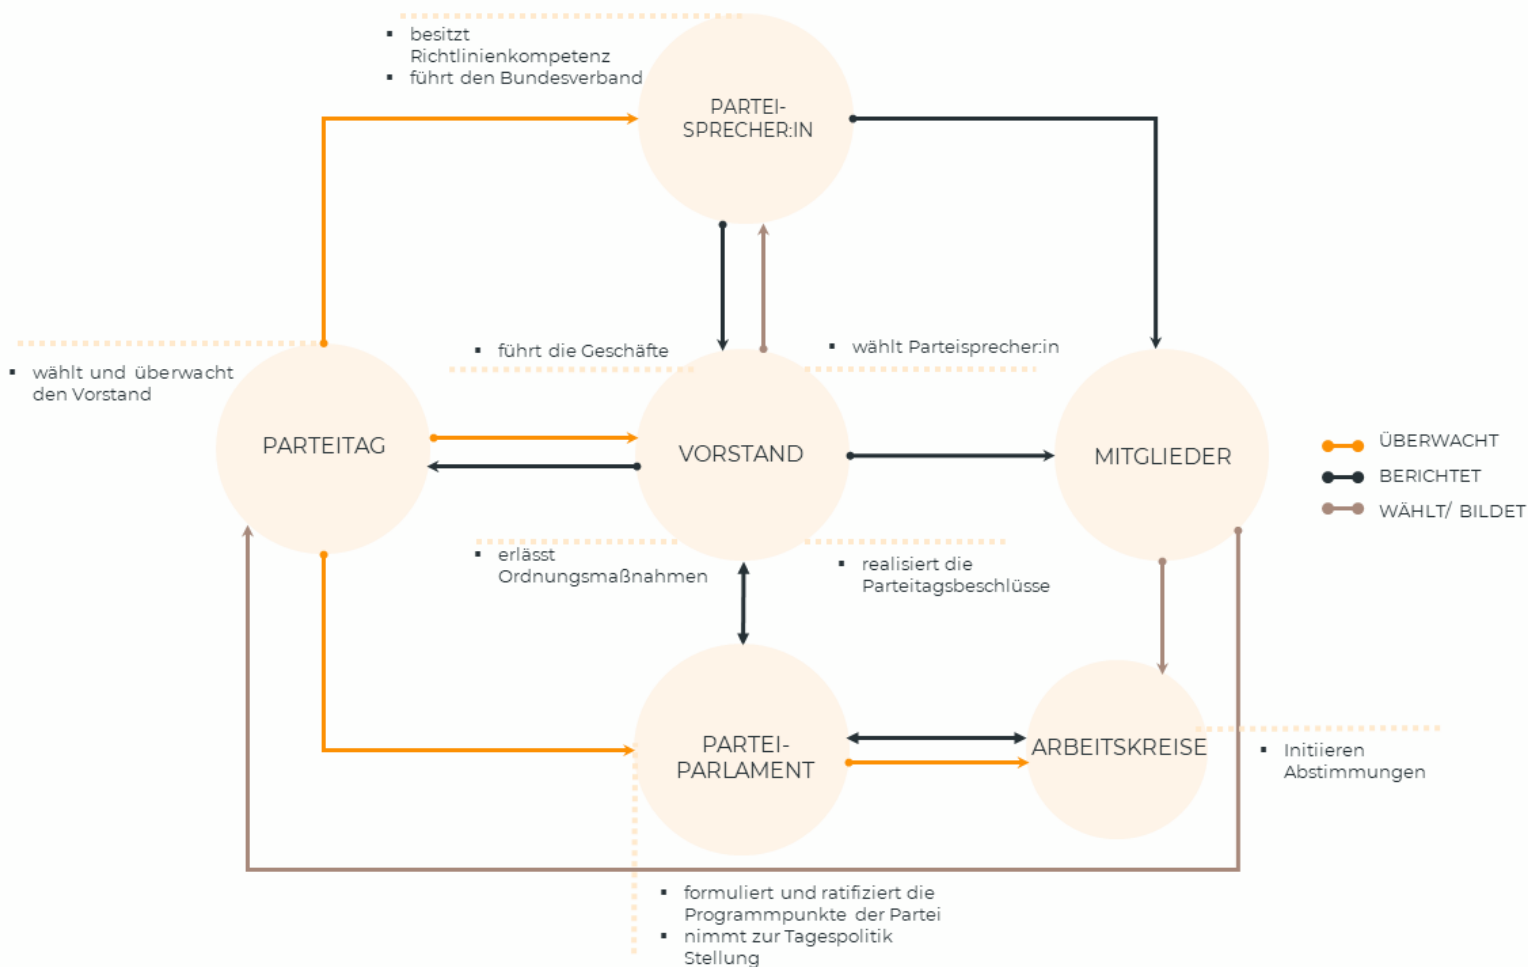 ▪ besitzt
Richtlinienkompetenz
▪ führt den Bundesverband
PARTEI-
SPRECHER:IN
▪ wählt und überwacht
den Vorstand
▪ führt die Geschäfte
▪ wählt Parteisprecher:in
PARTEITAG
VORSTAND
MITGLIEDER
ÜBERWACHT
BERICHTET
WÄHLT/ BILDET
▪ erlässt
Ordnungsmaßnahmen
▪ realisiert die
Parteitagsbeschlüsse
PARTEI-
PARLAMENT
ARBEITSKREISE
▪ Initiieren
Abstimmungen
▪ formuliert und ratifiziert die
Programmpunkte der Partei
▪ nimmt zur Tagespolitik
Stellung